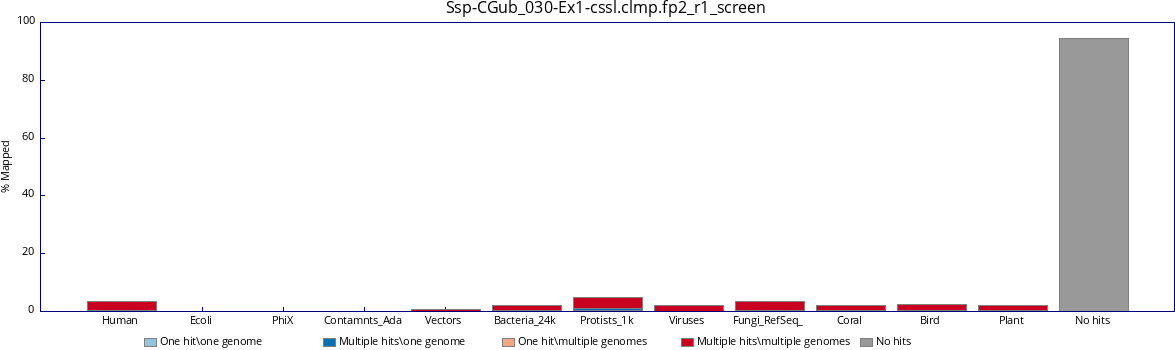 Ssp-CGub_030-Ex1-cssl.clmp.fp2_r1_screen
100
80
60
40
20
0
% Mapped
Human Ecoli PhiX Contamnts_Ada Vectors Bacteria_24k Protists_1k Viruses Fungi_RefSeq_ Coral Bird Plant No hits
One hit\one genome Multiple hits\one genome One hit\multiple genomes Multiple hits\multiple genomes No hits